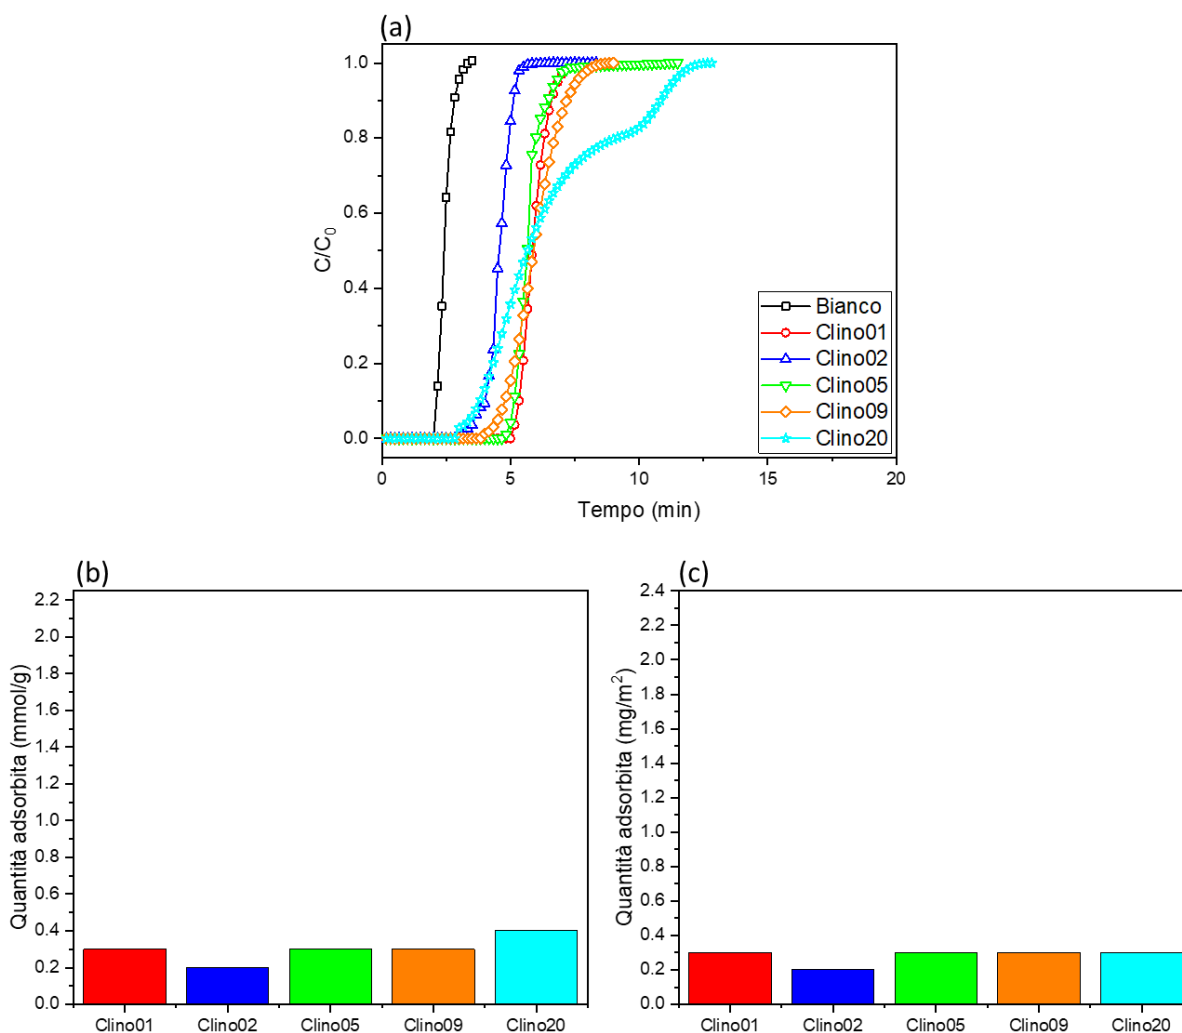 (a)
1.0
0.8
0.6
0.4
0.2
0.0
C/C0
0
5
10
15
20
Tempo (min)
Bianco
Clino01
Clino02
Clino05
Clino09
Clino20
(b)
2.2
2.0
1.8
1.6
1.4
1.2
1.0
0.8
0.6
0.4
0.2
0.0
Quantità adsorbita (mmol/g)
Clino01
Clino02
Clino05
Clino09
Clino20
(c)
2.4
2.2
2.0
1.8
1.6
1.4
1.2
1.0
0.8
0.6
0.4
0.2
0.0
Quantità adsorbita (mg/m²)
Clino01
Clino02
Clino05
Clino09
Clino20